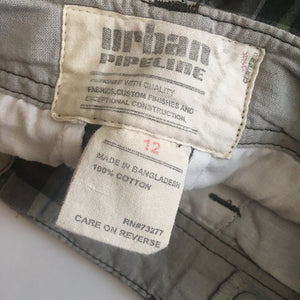 urban
PIPELINE
DESIGNED WITH QUALITY
FABRICS, CUSTOM FINISHES AND
EXCEPTIONAL CONSTRUCTION.
12
MADE IN BANGLADESH
100% COTTON
RN#73277
CARE ON REVERSE